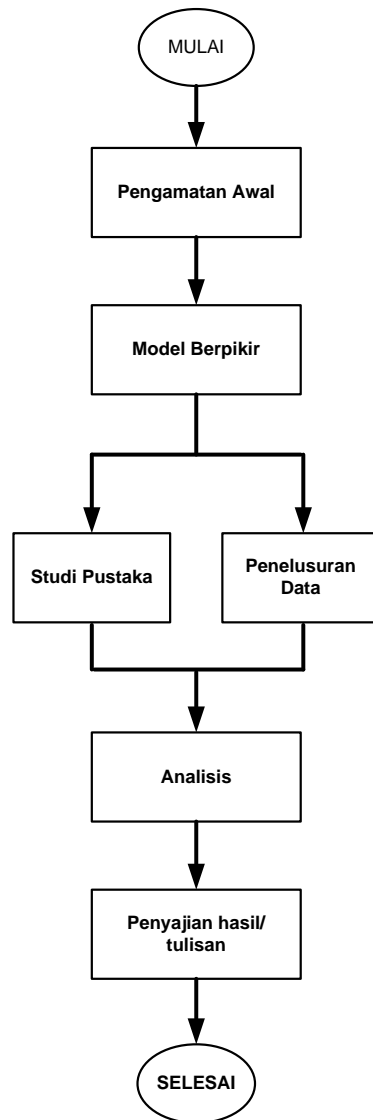 MULAI
Pengamatan Awal
Model Berpikir
Studi Pustaka
Penelusuran
Data
Analisis
Penyajian hasil/
tulisan
SELESAI